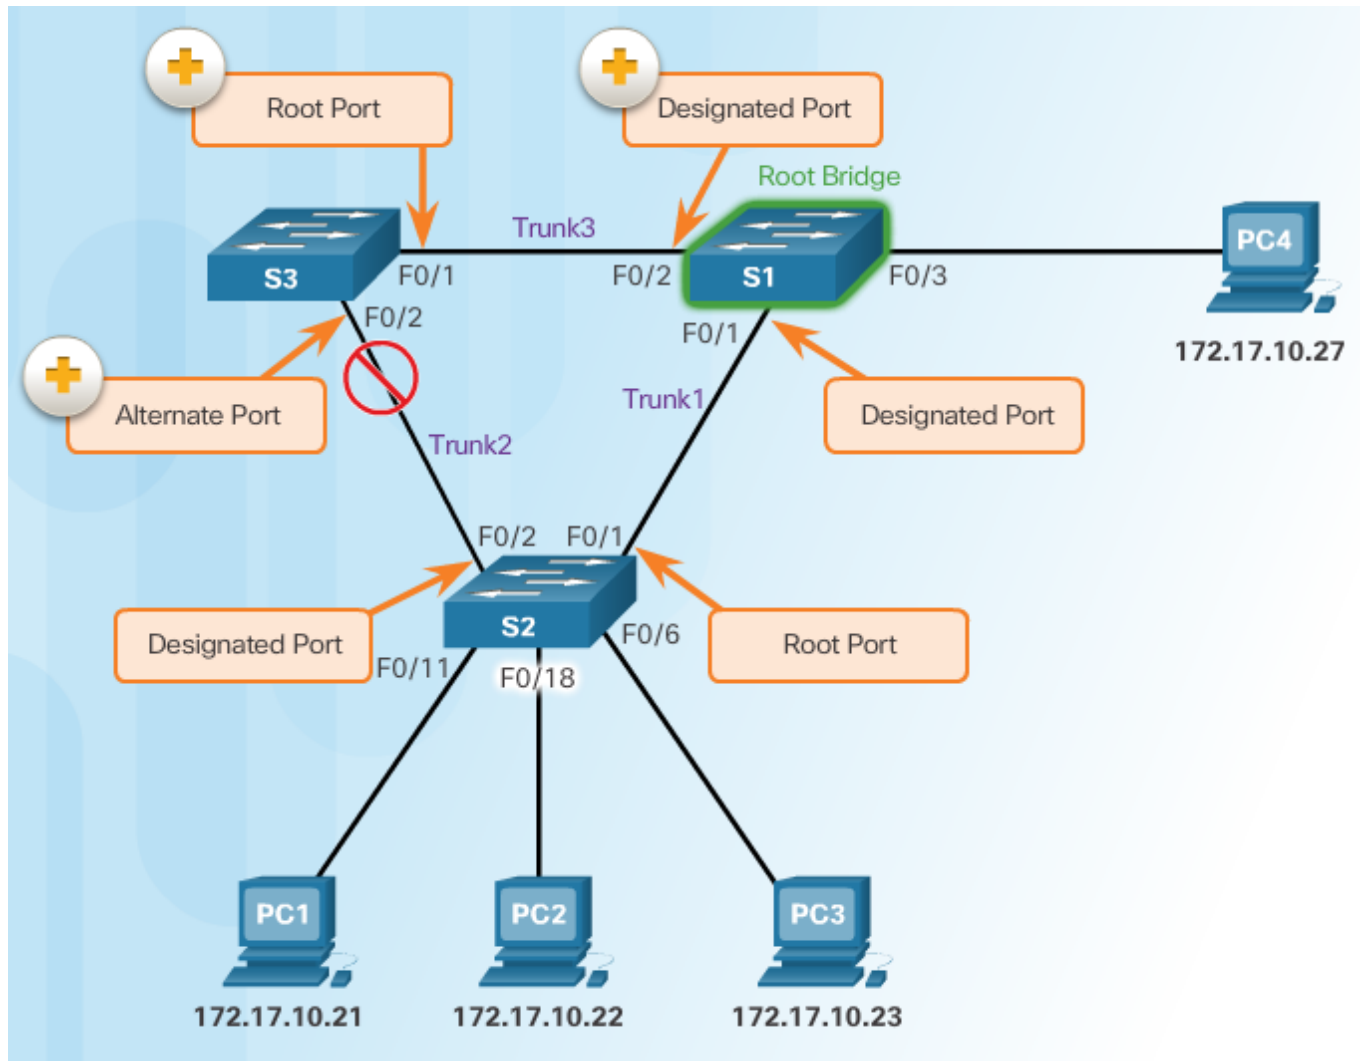 Root Port
Designated Port
Root Bridge
Trunk3
PC4
S3
F0/1
F0/2
S1
F0/3
F0/2
F0/1
172.17.10.27
Alternate Port
Trunk1
Designated Port
Trunk2
F0/2
F0/1
S2
F0/6
Designated Port
Root Port
F0/11
F0/18
PC1
PC2
PC3
172.17.10.21
172.17.10.22
172.17.10.23